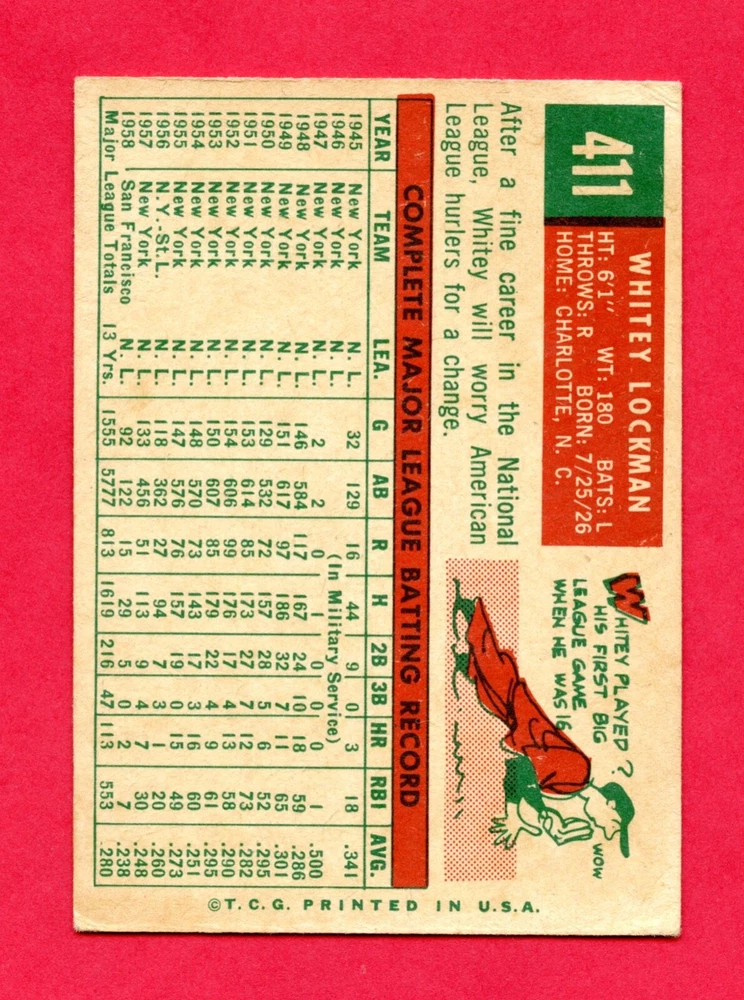 411
WHITEY LOCKMAN
HT: 6'1" WT: 180 BATS: L
THROWS: R BORN: 7/25/26
HOME: CHARLOTTE, N. C.
After a fine career in the National
League, Whitey will worry American
League hurlers for a change.
WHITEY PLAYED
HIS FIRST BIG
LEAGUE GAME
WHEN HE WAS 16
?
WOW
COMPLETE MAJOR LEAGUE BATTING RECORD
YEAR TEAM LEA. G AB R H 2B 3B HR RBI AVG.
1945 New York N. L. 32 129 16 44 9 0 3 18 .341
1946 New York N. L. (In Military Service)
1947 New York N. L. 2 2 0 1 0 0 0 1 .500
1948 New York N. L. 146 584 117 167 24 10 18 59 .286
1949 New York N. L. 151 617 97 186 32 7 11 65 .301
1950 New York N. L. 129 532 72 157 28 5 6 52 .295
1951 New York N. L. 153 614 85 173 27 7 12 73 .282
1952 New York N. L. 154 606 99 176 17 4 13 58 .290
1953 New York N. L. 150 607 85 179 22 4 9 61 .295
1954 New York N. L. 148 570 73 143 17 3 16 60 .251
1955 New York N. L. 147 576 76 157 19 0 15 49 .273
1956 N.Y.-St.L. N. L. 118 362 27 94 7 3 1 20 .260
1957 New York N. L. 133 456 51 113 9 4 7 30 .248
1958 San Francisco N. L. 92 122 15 29 5 0 2 7 .238
Major League Totals 13 Yrs. 1555 5777 813 1619 216 47 113 553 .280
© T. C. G. PRINTED IN U.S.A.